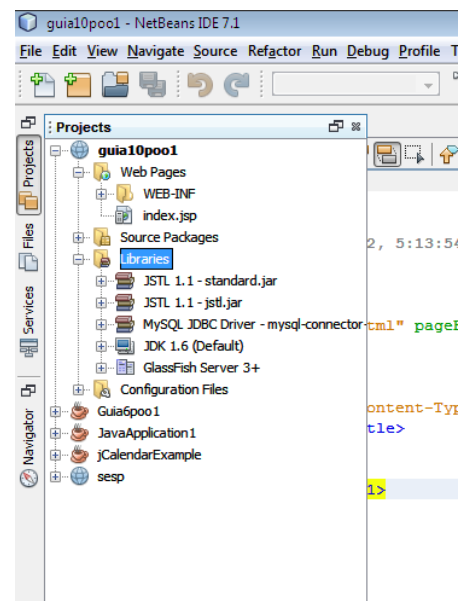 guia10poo1 - NetBeans IDE 7.1
File Edit View Navigate Source Refactor Run Debug Profile T
Projects
Projects
Files
Services
Navigator
guia10poo1
Web Pages
WEB-INF
index.jsp
Source Packages
Libraries
JSTL 1.1 - standard.jar
JSTL 1.1 - jstl.jar
MySQL JDBC Driver - mysql-connector-
JDK 1.6 (Default)
GlassFish Server 3+
Configuration Files
Guia6poo1
JavaApplication1
jCalendarExample
sesp
2, 5:13:54
tml" pageE
ontent-Typ
tle>
1>